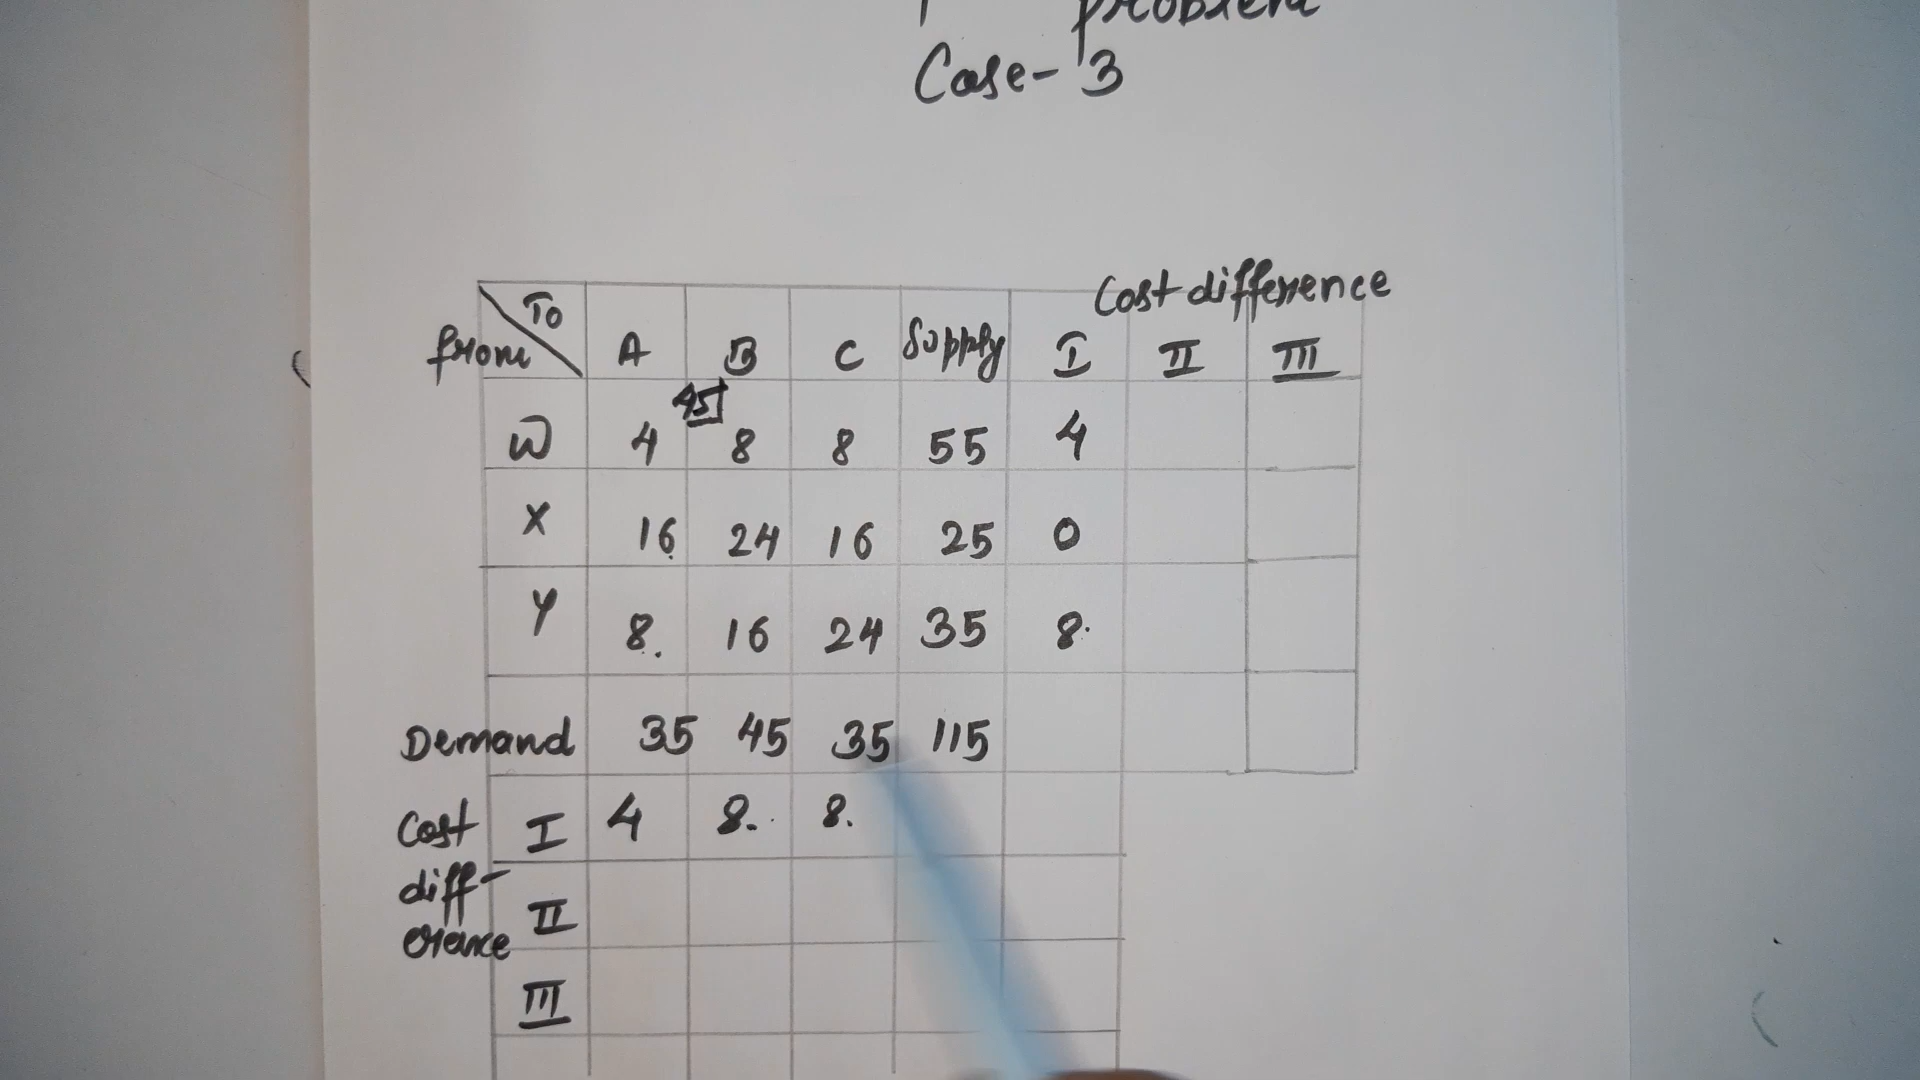 problem
Case-3
Cost difference
From To A B C Supply I II III
45
W 4 8 8 55 4
X 16 24 16 25 0
Y 8. 16 24 35 8.
Demand 35 45 35 115
Cost I 4 8. 8.
diff-
erence II
III